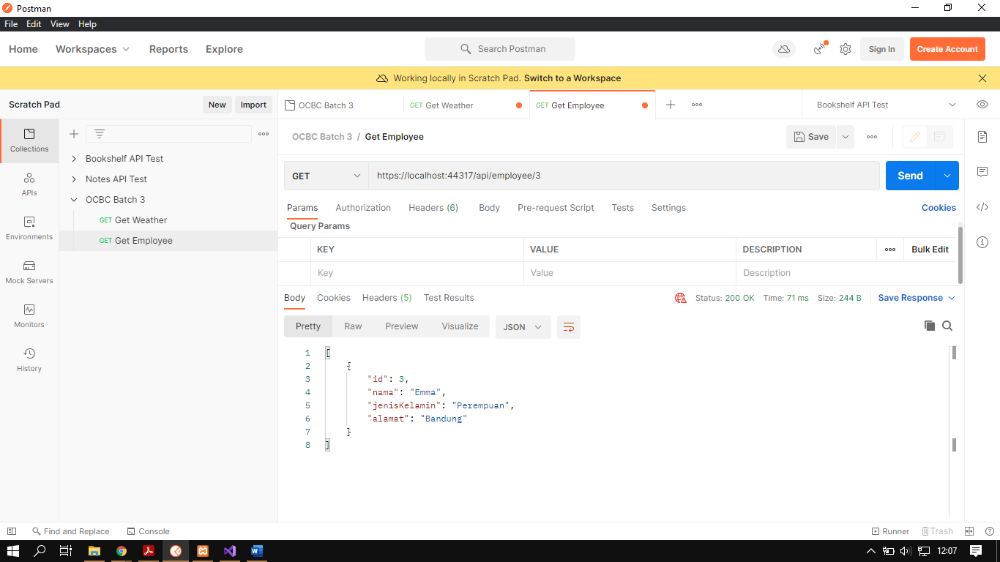 Postman
File Edit View Help
Home Workspaces Reports Explore Search Postman Sign In Create Account
Working locally in Scratch Pad. Switch to a Workspace
Scratch Pad New Import OCBC Batch 3 GET Get Weather GET Get Employee Bookshelf API Test
OCBC Batch 3 / Get Employee Save
Collections
APIs
Environments
Mock Servers
Monitors
History
Bookshelf API Test
Notes API Test
OCBC Batch 3
GET Get Weather
GET Get Employee
GET https://localhost:44317/api/employee/3 Send
Params Authorization Headers (6) Body Pre-request Script Tests Settings Cookies
Query Params
KEY VALUE DESCRIPTION Bulk Edit
Key Value Description
Body Cookies Headers (5) Test Results Status: 200 OK Time: 71 ms Size: 244 B Save Response
Pretty Raw Preview Visualize JSON
1 [
2 {
3 "id": 3,
4 "nama": "Emma",
5 "jenisKelamin": "Perempuan",
6 "alamat": "Bandung"
7 }
8 ]
Find and Replace Console Runner Trash
12:07